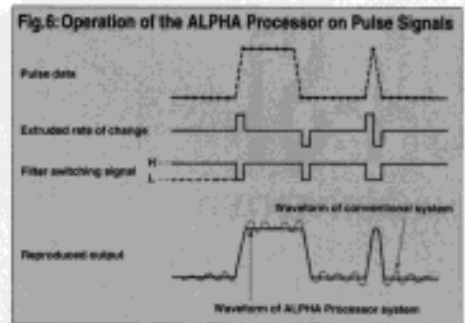 Fig.6: Operation of the ALPHA Processor on Pulse Signals
Pulse data
Extruded rate of change
Filter switching signal
H
L
Waveform of conventional system
Reproduced output
Waveform of ALPHA Processor system